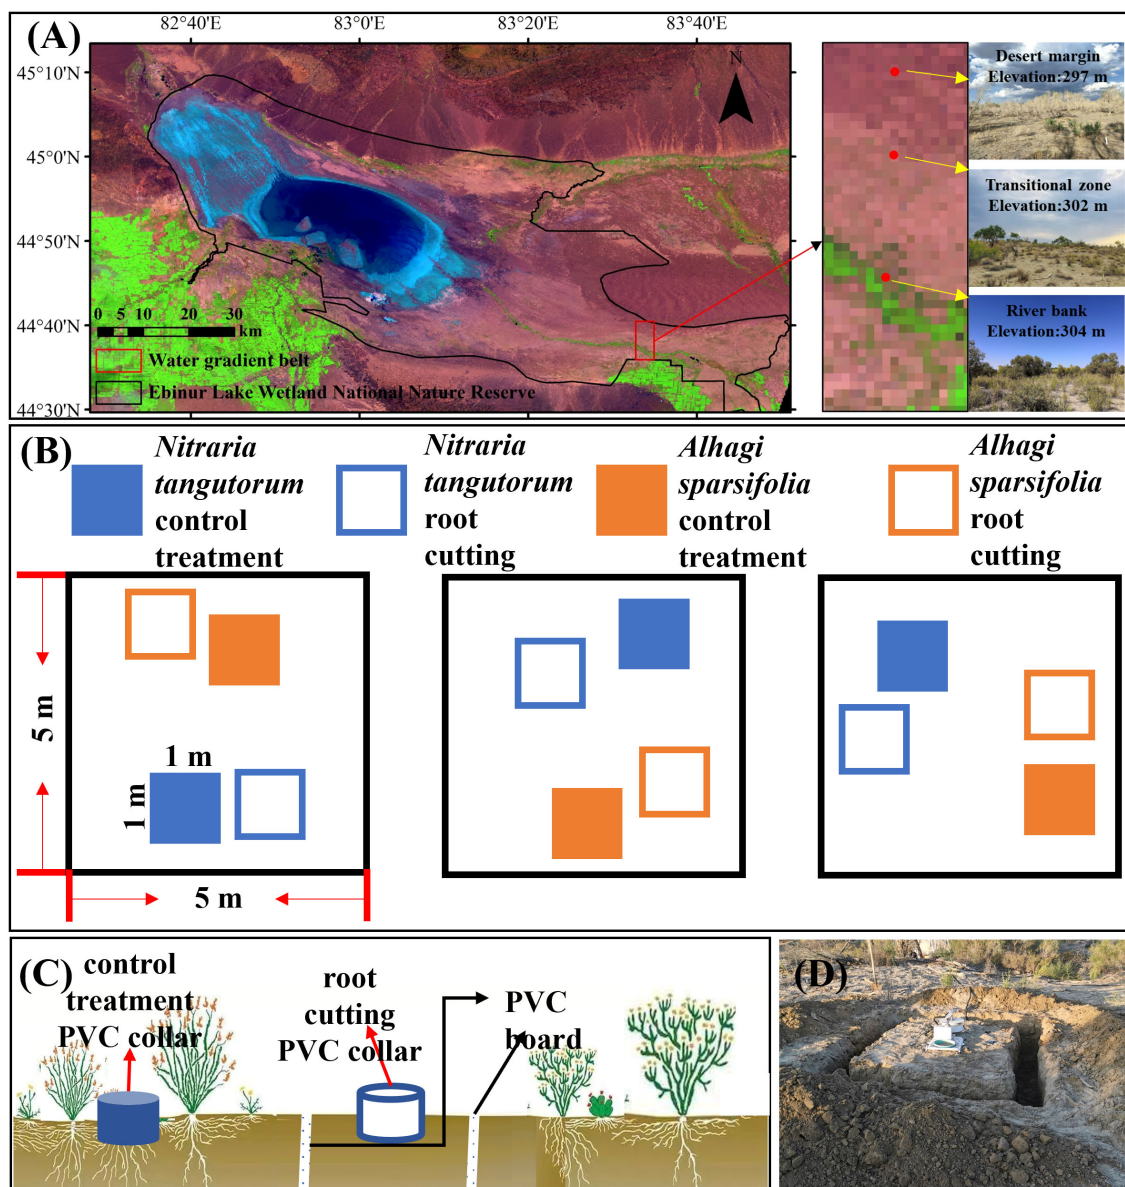 82°40'E 83°0'E 83°20'E 83°40'E
(A)
N
45°10'N
45°0'N
44°50'N
44°40'N
44°30'N
0 5 10 20 30
km
Water gradient belt
Ebinur Lake Wetland National Nature Reserve
Desert margin
Elevation:297 m
Transitional zone
Elevation:302 m
River bank
Elevation:304 m
(B)
Nitraria
tangutorum
control
treatment
Nitraria
tangutorum
root
cutting
Alhagi
sparsifolia
control
treatment
Alhagi
sparsifolia
root
cutting
5 m
1 m
1 m
5 m
(C)
control
treatment
PVC collar
root
cutting
PVC collar
PVC
board
(D)